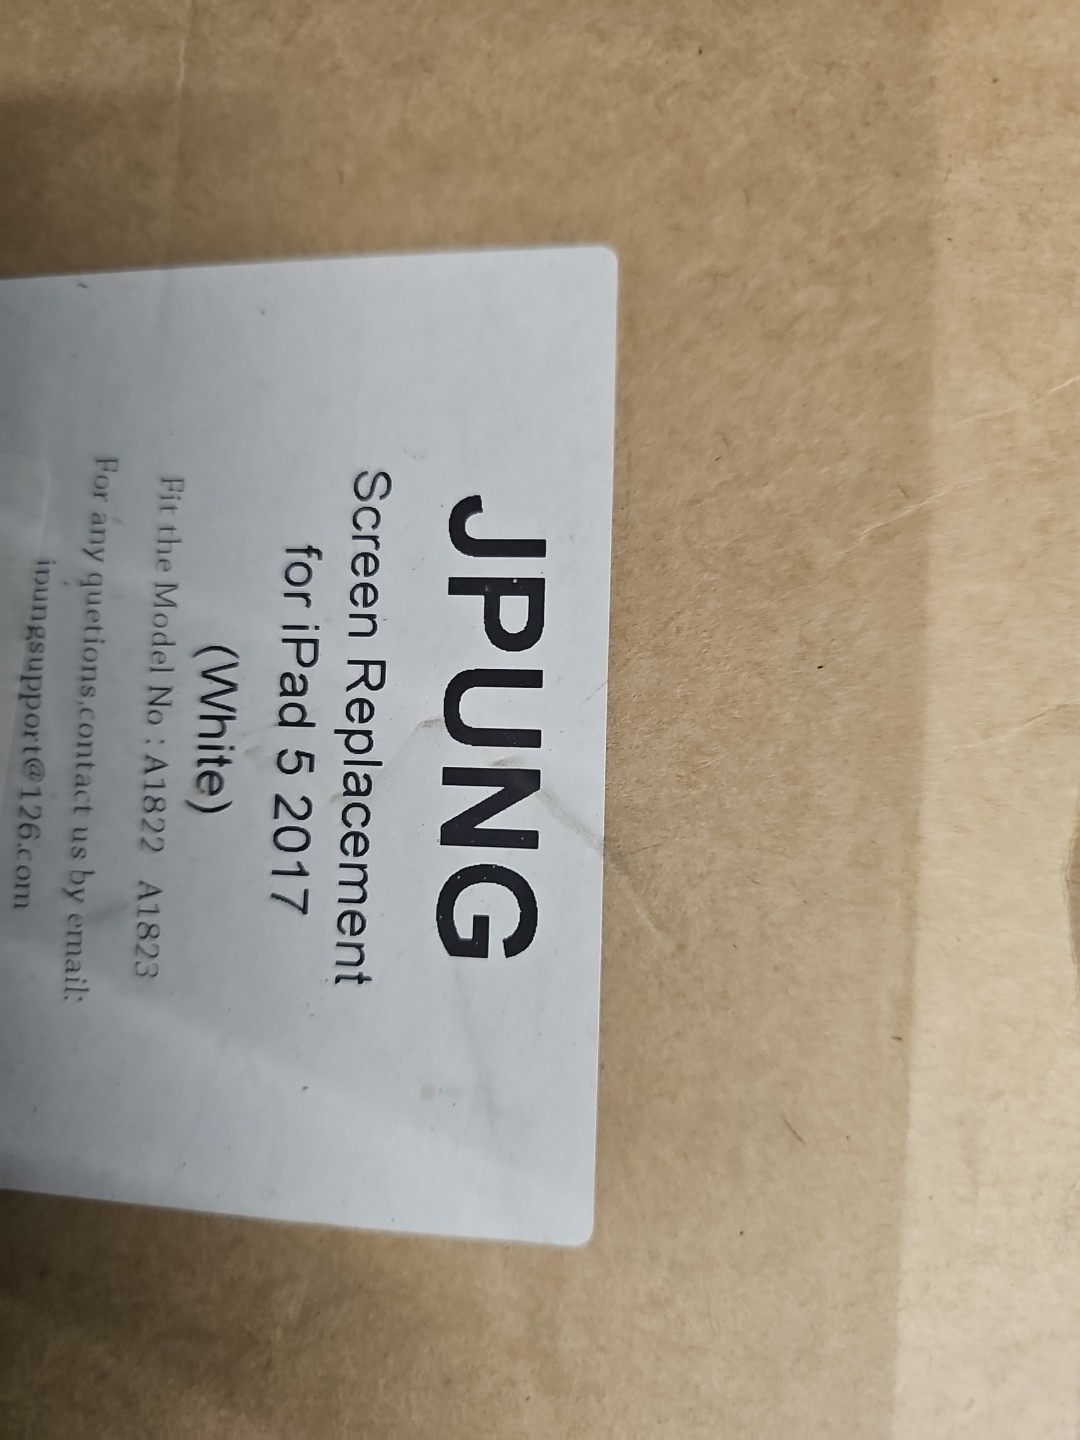 JPUNG
Screen Replacement
for iPad 5 2017
(White)
Fit the Model No : A1822 A1823
For any quetions,contact us by email:
jpungsupport@126.com